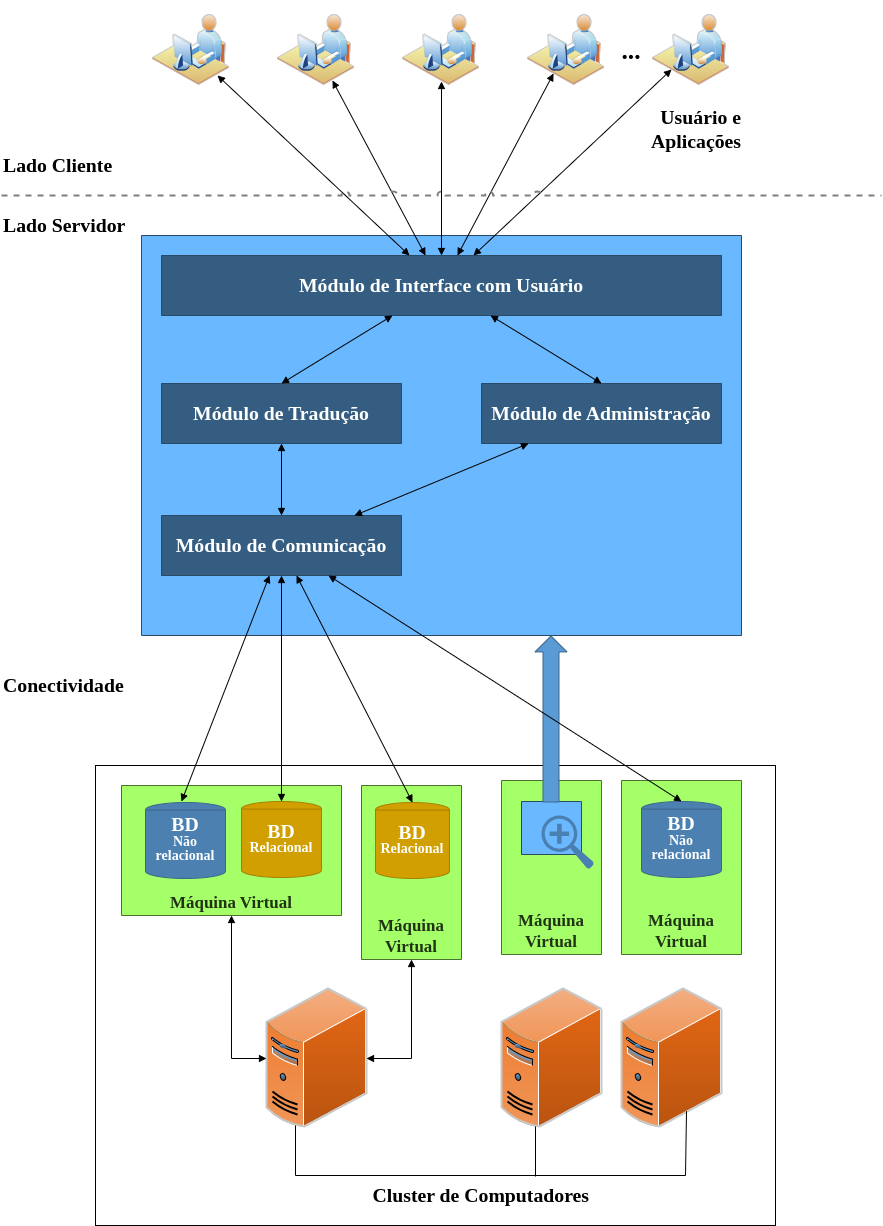 ...
Usuário e
Aplicações
Lado Cliente
Lado Servidor
Módulo de Interface com Usuário
Módulo de Tradução
Módulo de Administração
Módulo de Comunicação
Conectividade
BD
Não
relacional
BD
Relacional
Máquina Virtual
BD
Relacional
Máquina
Virtual
Máquina
Virtual
BD
Não
relacional
Máquina
Virtual
Cluster de Computadores